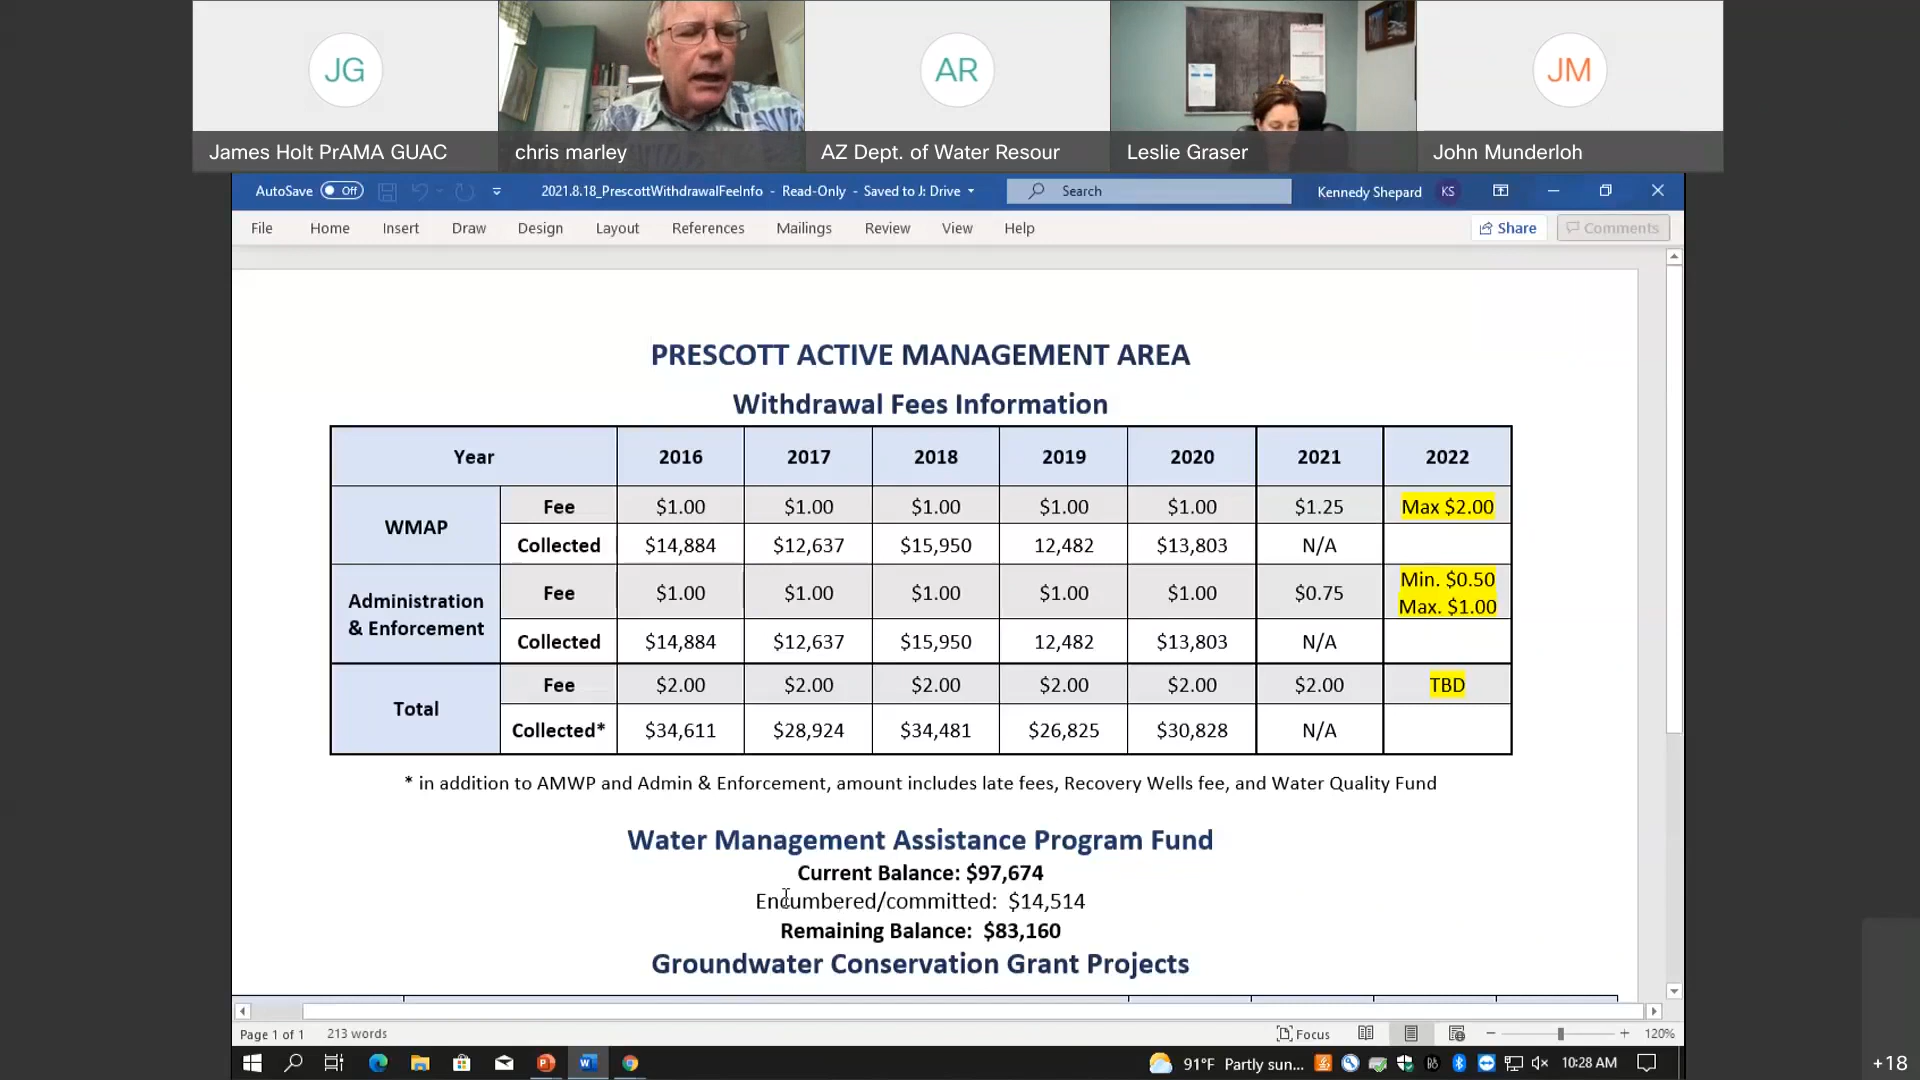 JG
AR
JM
James Holt PrAMA GUAC
chris marley
AZ Dept. of Water Resour
Leslie Graser
John Munderloh
AutoSave Off 2021.8.18_PrescottWithdrawalFeeInfo - Read-Only - Saved to J: Drive Search Kennedy Shepard KS
File Home Insert Draw Design Layout References Mailings Review View Help Share Comments
PRESCOTT ACTIVE MANAGEMENT AREA
Withdrawal Fees Information
Year 2016 2017 2018 2019 2020 2021 2022
WMAP
Fee $1.00 $1.00 $1.00 $1.00 $1.00 $1.25 Max $2.00
Collected $14,884 $12,637 $15,950 12,482 $13,803 N/A
Administration
& Enforcement
Fee $1.00 $1.00 $1.00 $1.00 $1.00 $0.75 Min. $0.50
Max. $1.00
Collected $14,884 $12,637 $15,950 12,482 $13,803 N/A
Total
Fee $2.00 $2.00 $2.00 $2.00 $2.00 $2.00 TBD
Collected* $34,611 $28,924 $34,481 $26,825 $30,828 N/A
* in addition to AMWP and Admin & Enforcement, amount includes late fees, Recovery Wells fee, and Water Quality Fund
Water Management Assistance Program Fund
Current Balance: $97,674
Encumbered/committed: $14,514
Remaining Balance: $83,160
Groundwater Conservation Grant Projects
Page 1 of 1 213 words Focus 120%
91°F Partly sun... 10:28 AM
+18